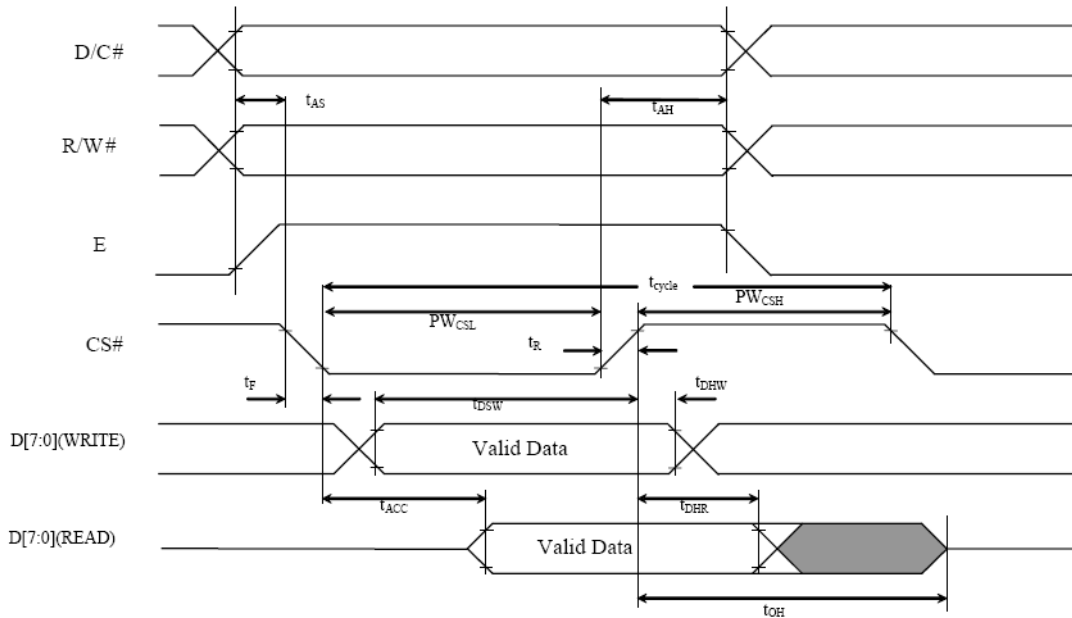 D/C#
tAS
tAH
R/W#
E
tcycle
PWCSL
PWCSH
CS#
tR
tF
tDSW
tDHW
D[7:0](WRITE)
Valid Data
tACC
tDHR
D[7:0](READ)
Valid Data
tOH